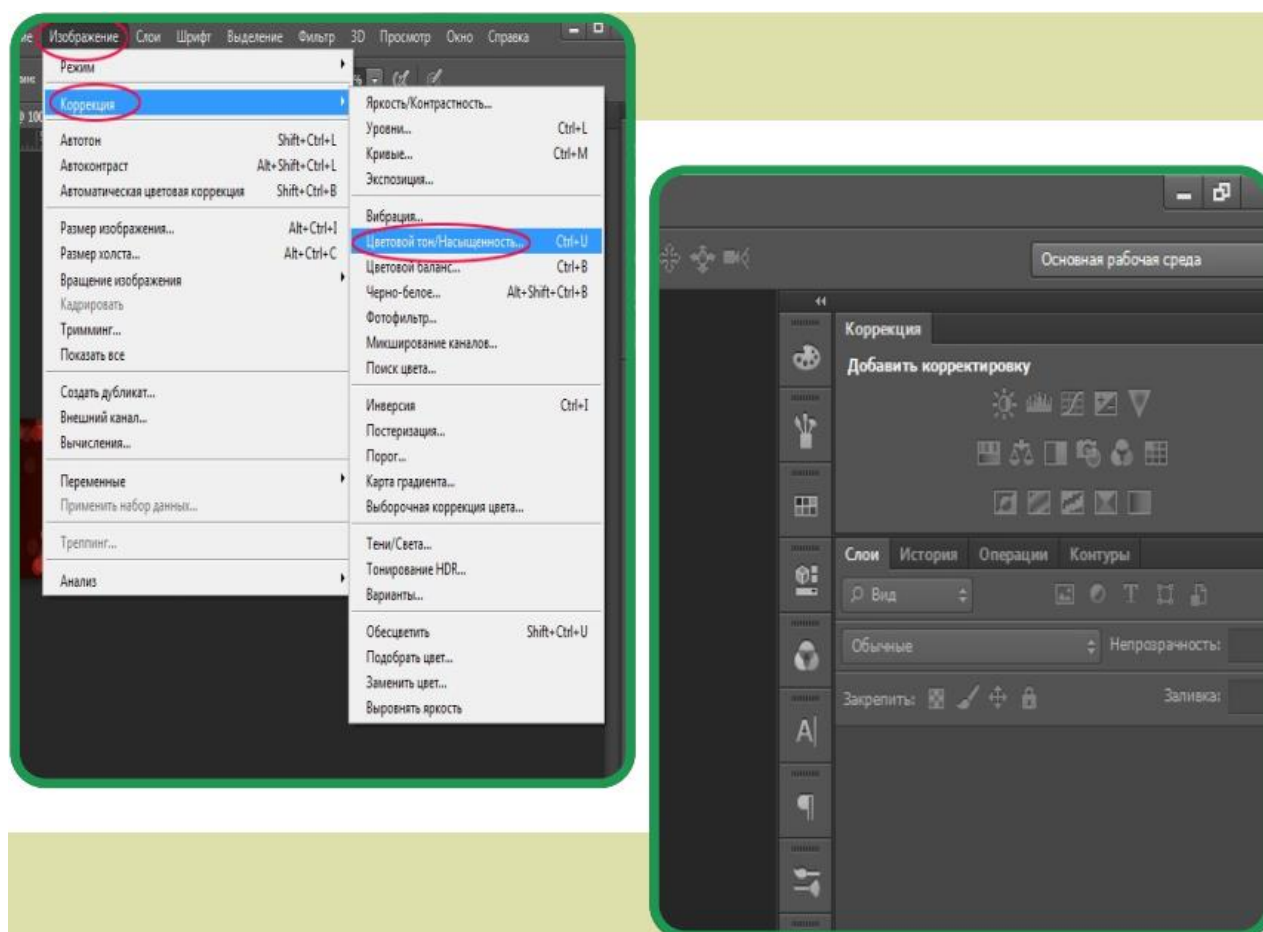 Изображение Слои Шрифт Выделение Фильтр 3D Просмотр Окно Справка
Режим
Коррекция
Автотон Shift+Ctrl+L
Автоконтраст Alt+Shift+Ctrl+L
Автоматическая цветовая коррекция Shift+Ctrl+B
Размер изображения... Alt+Ctrl+I
Размер холста... Alt+Ctrl+C
Вращение изображения
Кадрировать
Тримминг...
Показать все
Создать дубликат...
Внешний канал...
Вычисления...
Переменные
Применить набор данных...
Треппинг...
Анализ
Яркость/Контрастность...
Уровни... Ctrl+L
Кривые... Ctrl+M
Экспозиция...
Вибрация...
Цветовой тон/Насыщенность... Ctrl+U
Цветовой баланс... Ctrl+B
Черно-белое... Alt+Shift+Ctrl+B
Фотофильтр...
Микширование каналов...
Поиск цвета...
Инверсия Ctrl+I
Постеризация...
Порог...
Карта градиента...
Выборочная коррекция цвета...
Тени/Света...
Тонирование HDR...
Варианты...
Обесцветить Shift+Ctrl+U
Подобрать цвет...
Заменить цвет...
Выровнять яркость
Основная рабочая среда
Коррекция
Добавить корректировку
Слои История Операции Контуры
Вид
Обычные Непрозрачность:
Закрепить: Заливка: